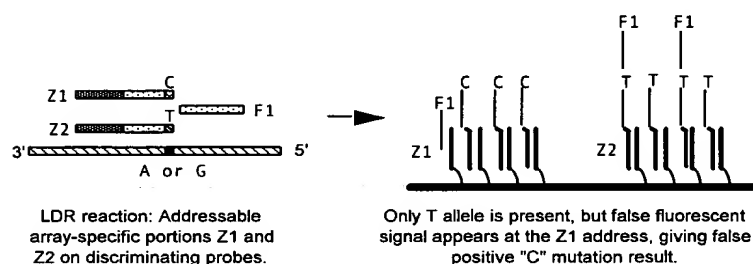 Z1
C
T
F1
Z2
3'
5'
A or G
LDR reaction: Addressable
array-specific portions Z1 and
Z2 on discriminating probes.
F1 F1
C C C
T T T T
F1
Z1
Z2
Only T allele is present, but false fluorescent
signal appears at the Z1 address, giving false
positive "C" mutation result.